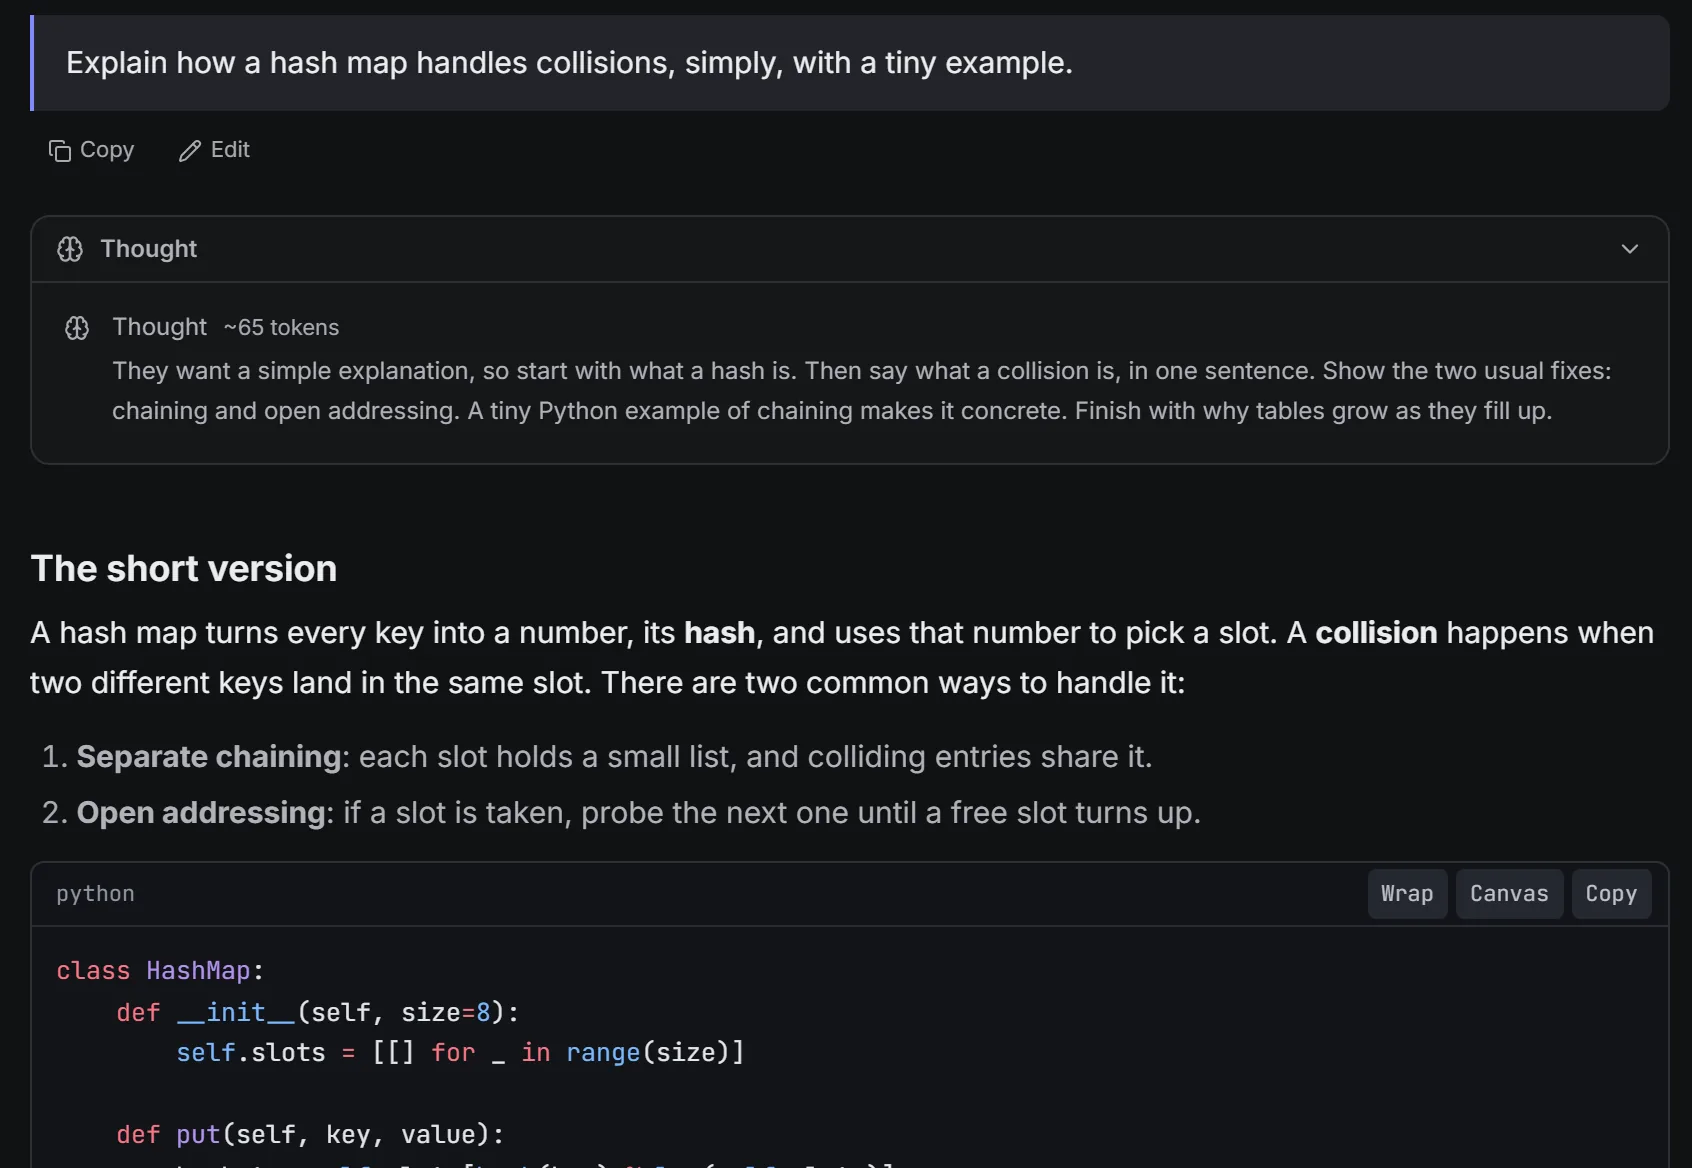 Explain how a hash map handles collisions, simply, with a tiny example.
Copy Edit
Thought
Thought ~65 tokens
They want a simple explanation, so start with what a hash is. Then say what a collision is, in one sentence. Show the two usual fixes:
chaining and open addressing. A tiny Python example of chaining makes it concrete. Finish with why tables grow as they fill up.
The short version
A hash map turns every key into a number, its hash, and uses that number to pick a slot. A collision happens when
two different keys land in the same slot. There are two common ways to handle it:
1. Separate chaining: each slot holds a small list, and colliding entries share it.
2. Open addressing: if a slot is taken, probe the next one until a free slot turns up.
python Wrap Canvas Copy
class HashMap:
    def __init__(self, size=8):
        self.slots = [[] for _ in range(size)]
    def put(self, key, value):